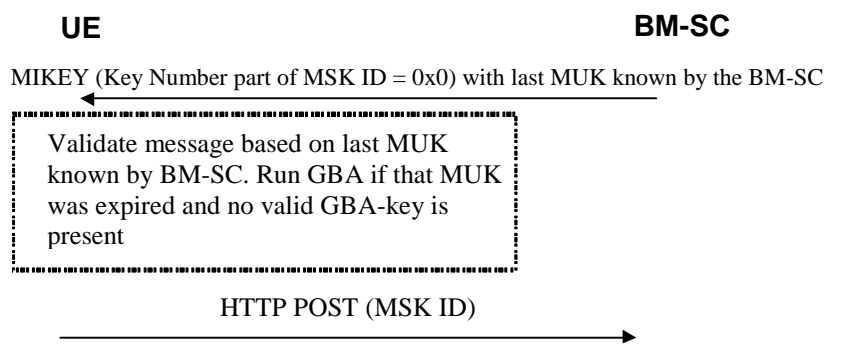 UE
BM-SC
MIKEY (Key Number part of MSK ID = 0x0) with last MUK known by the BM-SC
Validate message based on last MUK
known by BM-SC. Run GBA if that MUK
was expired and no valid GBA-key is
present
HTTP POST (MSK ID)